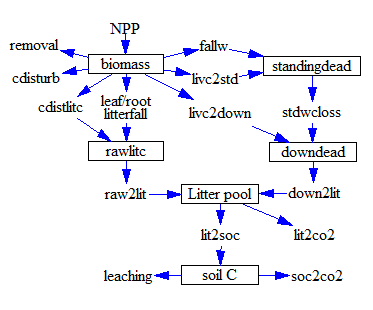 NPP
removal
fallw
biomass
standingdead
cdisturb
livc2std
cdistlitc
leaf/root
litterfall
livc2down
stdwcloss
rawlitc
downdead
raw2lit
Litter pool
down2lit
lit2soc
lit2co2
leaching
soil C
soc2co2